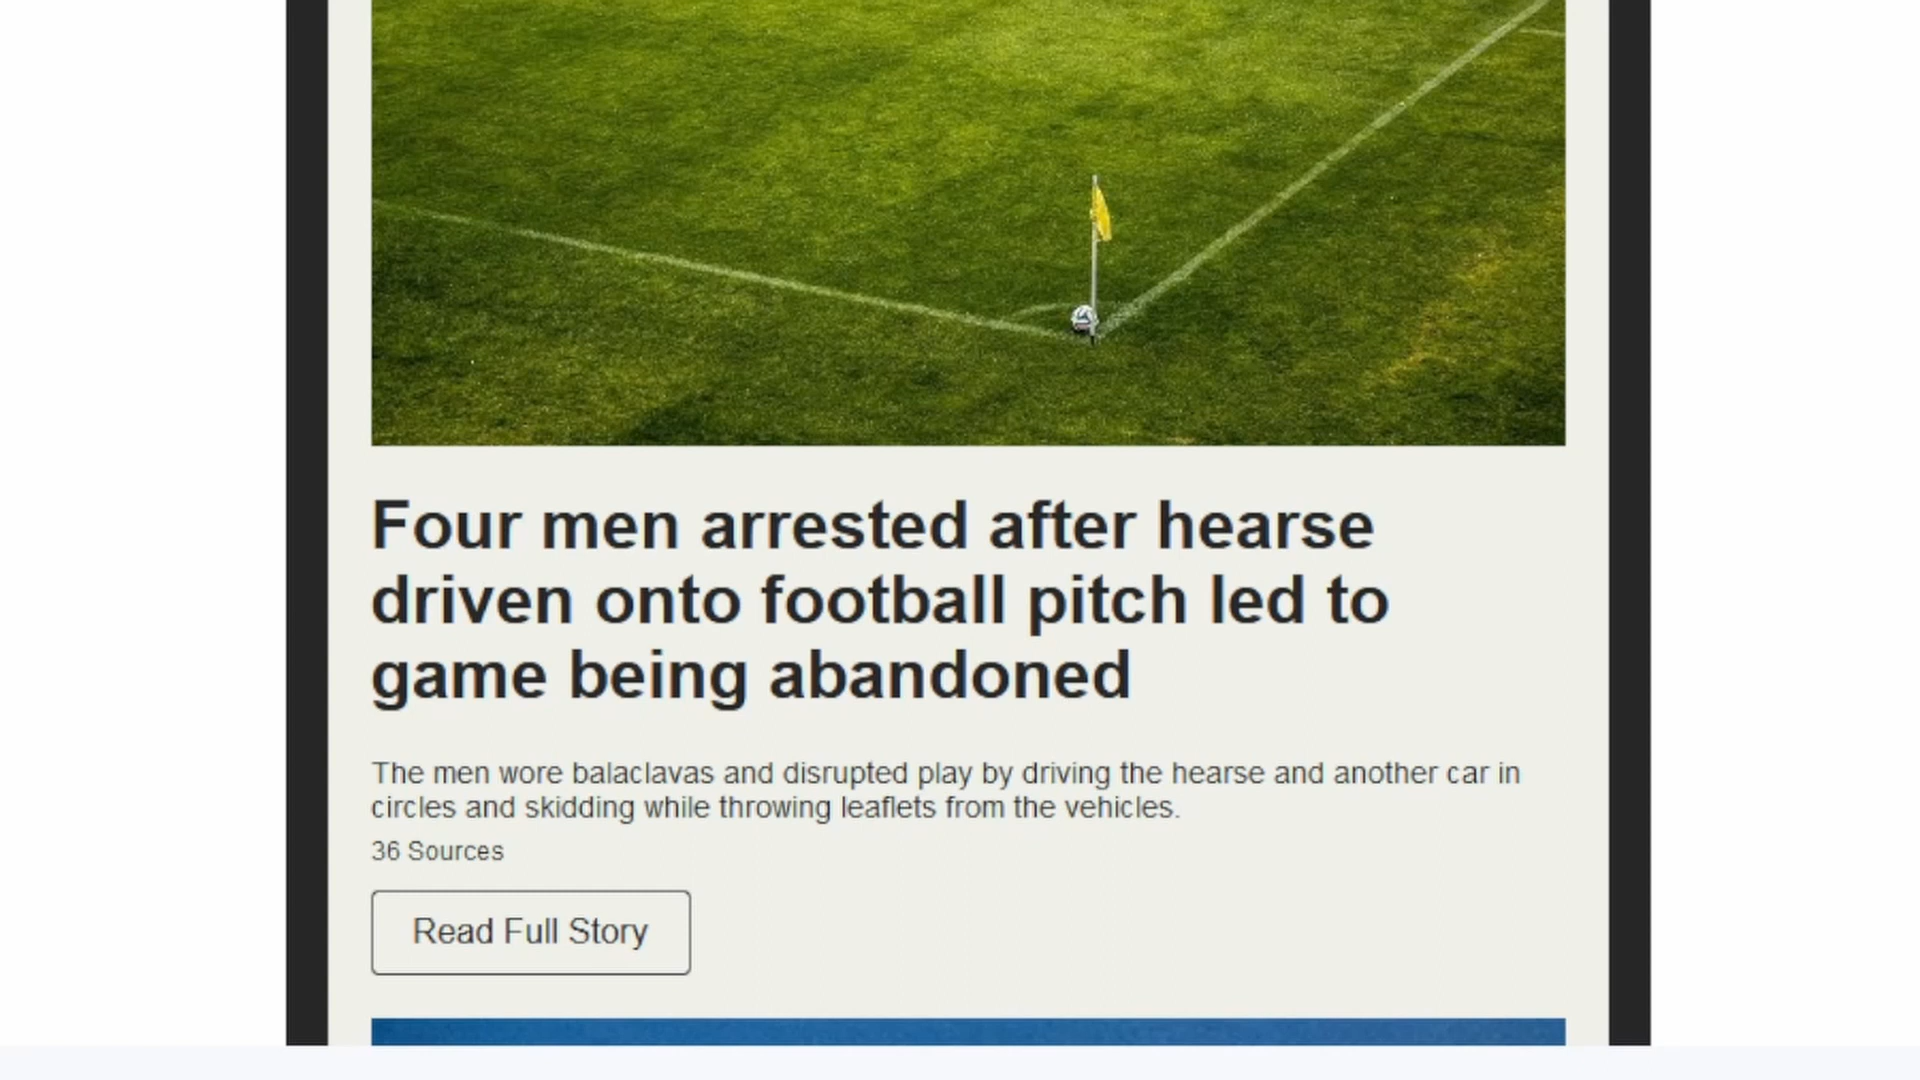 Four men arrested after hearse
driven onto football pitch led to
game being abandoned
The men wore balaclavas and disrupted play by driving the hearse and another car in
circles and skidding while throwing leaflets from the vehicles.
36 Sources
Read Full Story